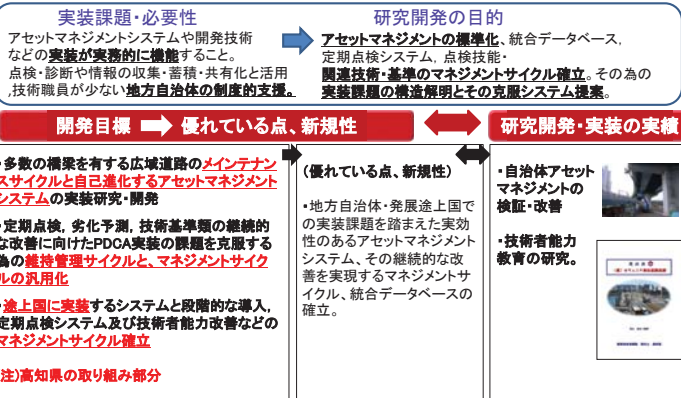 実装課題・必要性
アセットマネジメントシステムや開発技術
などの実装が実務的に機能すること。
点検・診断や情報の収集・蓄積・共有化と活用
,技術職員が少ない地方自治体の制度的支援。
研究開発の目的
アセットマネジメントの標準化、統合データベース,
定期点検システム, 点検技能・
関連技術・基準のマネジメントサイクル確立。その為の
実装課題の構造解明とその克服システム提案。
開発目標 ➡ 優れている点、新規性
研究開発・実装の実績
・多数の橋梁を有する広域道路のメインテナン
スサイクルと自己進化するアセットマネジメント
システムの実装研究・開発
・定期点検, 劣化予測, 技術基準類の継続的
な改善に向けたPDCA実装の課題を克服する
為の維持管理サイクルと、マネジメントサイク
ルの汎用化
・途上国に実装するシステムと段階的な導入,
定期点検システム及び技術者能力改善などの
マネジメントサイクル確立
注)高知県の取り組み部分
(優れている点、新規性)
・地方自治体・発展途上国で
の実装課題を踏まえた実効
性のあるアセットマネジメント
システム、その継続的な改
善を実現するマネジメントサ
イクル、統合データベースの
確立。
・自治体アセット
マネジメントの
検証・改善
・技術者能力
教育の研究。